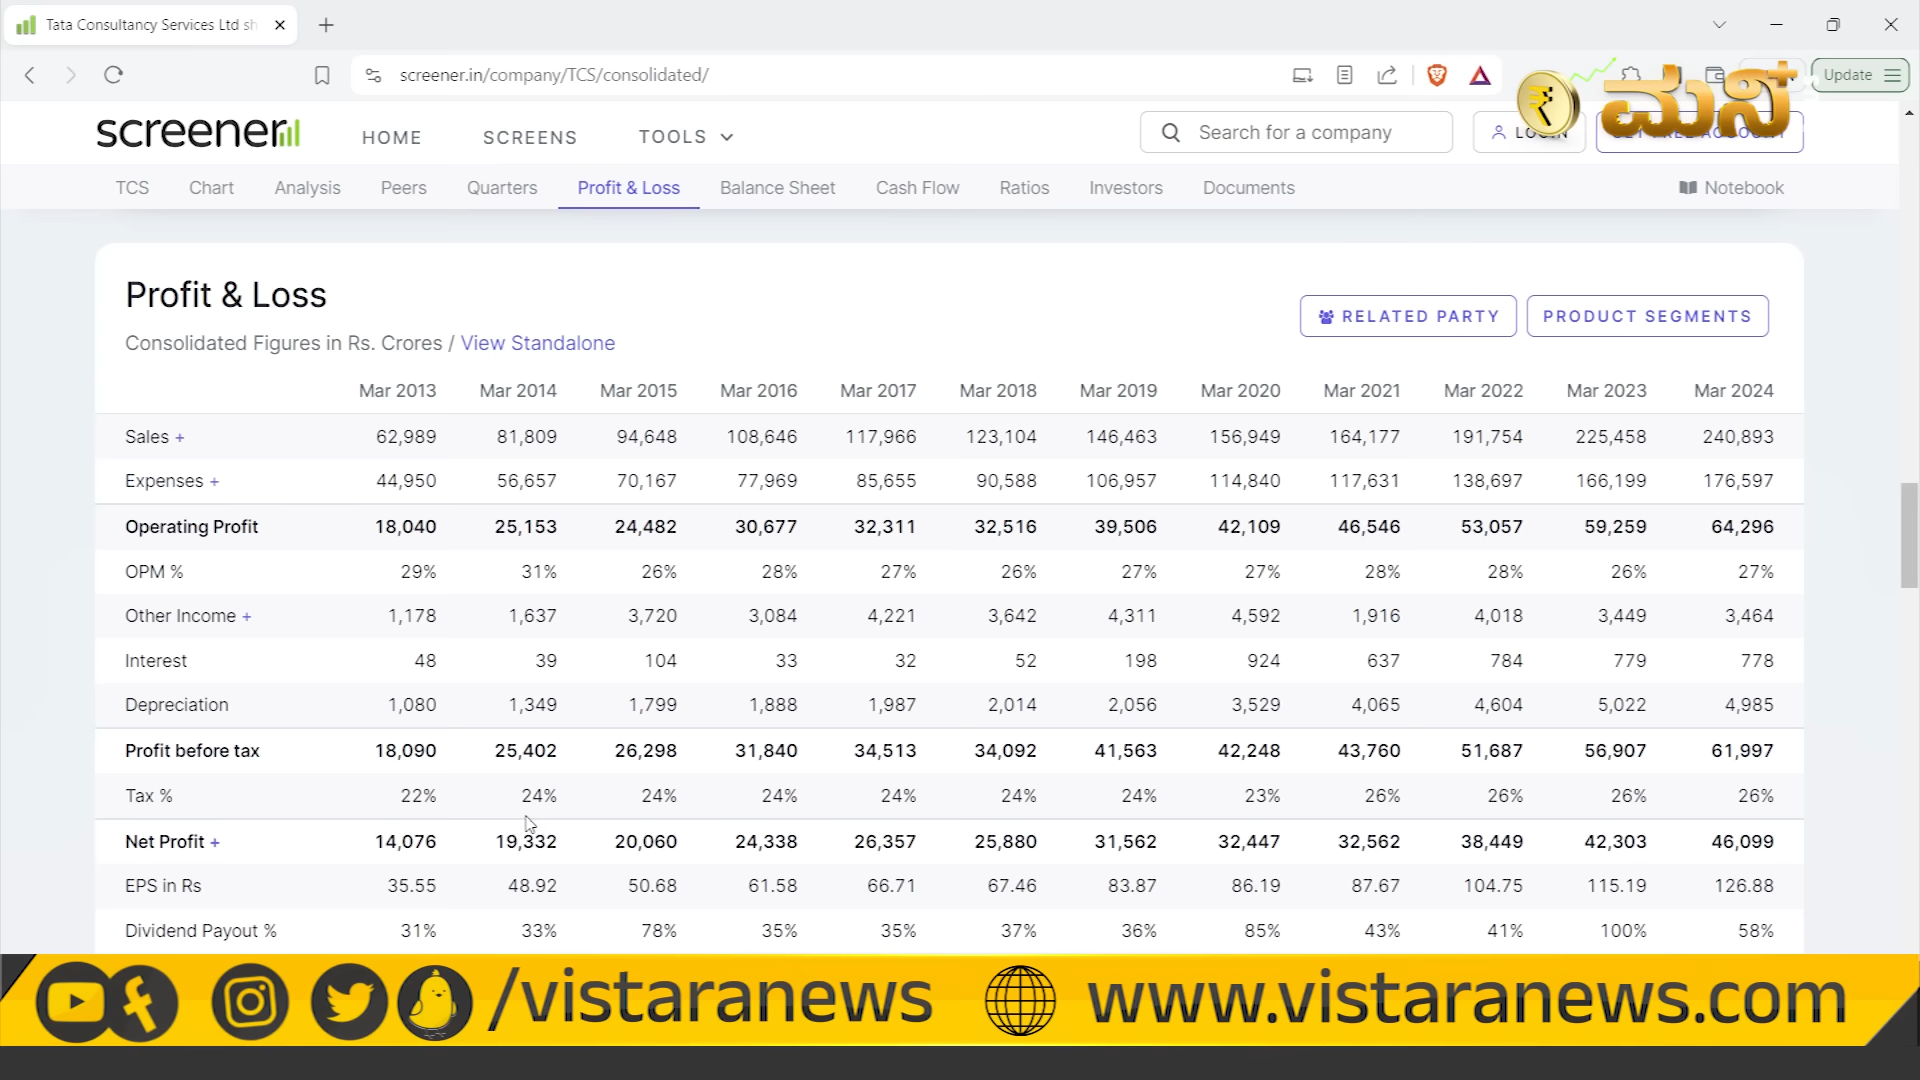 Tata Consultancy Services Ltd sh
screener.in/company/TCS/consolidated/
Update
ಮನಿ
screener
HOME SCREENS TOOLS
Search for a company
TCS Chart Analysis Peers Quarters Profit & Loss Balance Sheet Cash Flow Ratios Investors Documents Notebook
Profit & Loss
Consolidated Figures in Rs. Crores / View Standalone
RELATED PARTY PRODUCT SEGMENTS
Mar 2013 Mar 2014 Mar 2015 Mar 2016 Mar 2017 Mar 2018 Mar 2019 Mar 2020 Mar 2021 Mar 2022 Mar 2023 Mar 2024
Sales + 62,989 81,809 94,648 108,646 117,966 123,104 146,463 156,949 164,177 191,754 225,458 240,893
Expenses + 44,950 56,657 70,167 77,969 85,655 90,588 106,957 114,840 117,631 138,697 166,199 176,597
Operating Profit 18,040 25,153 24,482 30,677 32,311 32,516 39,506 42,109 46,546 53,057 59,259 64,296
OPM % 29% 31% 26% 28% 27% 26% 27% 27% 28% 28% 26% 27%
Other Income + 1,178 1,637 3,720 3,084 4,221 3,642 4,311 4,592 1,916 4,018 3,449 3,464
Interest 48 39 104 33 32 52 198 924 637 784 779 778
Depreciation 1,080 1,349 1,799 1,888 1,987 2,014 2,056 3,529 4,065 4,604 5,022 4,985
Profit before tax 18,090 25,402 26,298 31,840 34,513 34,092 41,563 42,248 43,760 51,687 56,907 61,997
Tax % 22% 24% 24% 24% 24% 24% 24% 23% 26% 26% 26% 26%
Net Profit + 14,076 19,332 20,060 24,338 26,357 25,880 31,562 32,447 32,562 38,449 42,303 46,099
EPS in Rs 35.55 48.92 50.68 61.58 66.71 67.46 83.87 86.19 87.67 104.75 115.19 126.88
Dividend Payout % 31% 33% 78% 35% 35% 37% 36% 85% 43% 41% 100% 58%
/vistaranews www.vistaranews.com